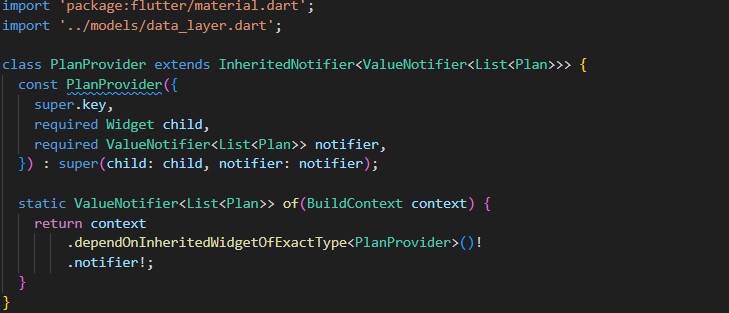 import 'package:flutter/material.dart';
import '../models/data_layer.dart';

class PlanProvider extends InheritedNotifier<ValueNotifier<List<Plan>>> {
  const PlanProvider({
    super.key,
    required Widget child,
    required ValueNotifier<List<Plan>> notifier,
  }) : super(child: child, notifier: notifier);

  static ValueNotifier<List<Plan>> of(BuildContext context) {
    return context
        .dependOnInheritedWidgetOfExactType<PlanProvider>()!
        .notifier!;
  }
}